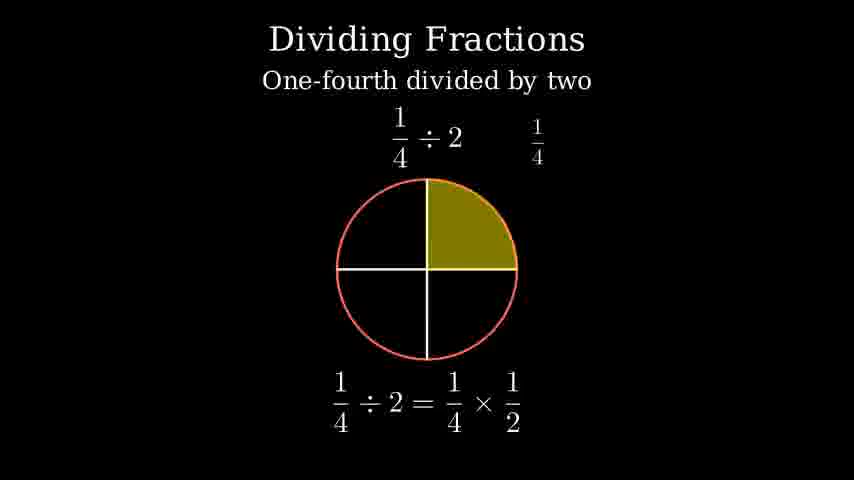 Dividing Fractions
One-fourth divided by two
1/4 ÷ 2
1/4
1/4 ÷ 2 = 1/4 × 1/2